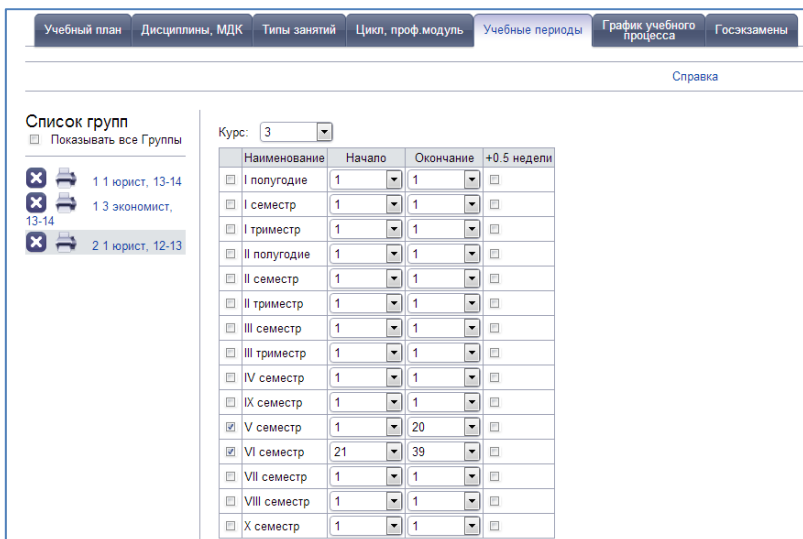 Учебный план Дисциплины, МДК Типы занятий Цикл, проф.модуль Учебные периоды График учебного процесса Госэкзамены
Справка
Список групп
Показывать все Группы
1 1 юрист, 13-14
1 3 экономист,
13-14
2 1 юрист, 12-13
Курс: 3
Наименование Начало Окончание +0.5 недели
I полугодие 1 1
I семестр 1 1
I триместр 1 1
II полугодие 1 1
II семестр 1 1
II триместр 1 1
III семестр 1 1
III триместр 1 1
IV семестр 1 1
IX семестр 1 1
V семестр 1 20
VI семестр 21 39
VII семестр 1 1
VIII семестр 1 1
X семестр 1 1